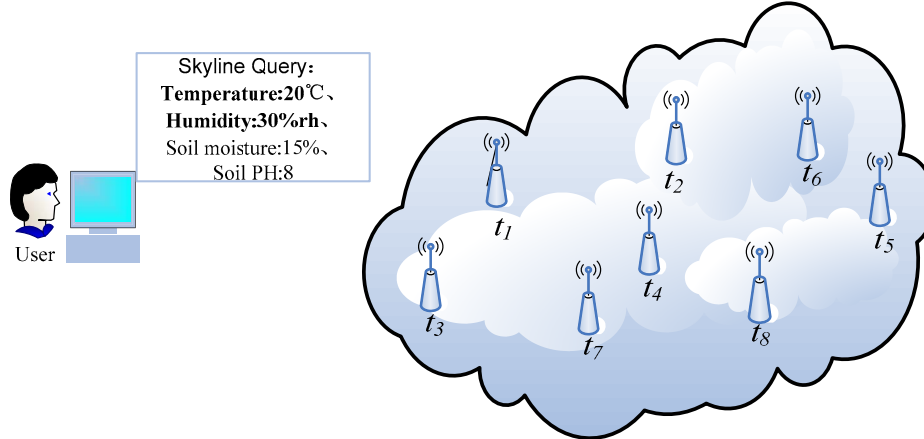 Skyline Query：
Temperature:20℃、
Humidity:30%rh、
Soil moisture:15%、
Soil PH:8
User
t1
t2
t3
t4
t5
t6
t7
t8